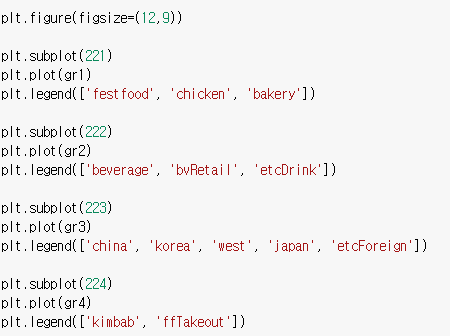 plt.figure(figsize=(12,9))
plt.subplot(221)
plt.plot(gr1)
plt.legend(['festfood', 'chicken', 'bakery'])
plt.subplot(222)
plt.plot(gr2)
plt.legend(['beverage', 'bvRetail', 'etcDrink'])
plt.subplot(223)
plt.plot(gr3)
plt.legend(['china', 'korea', 'west', 'japan', 'etcForeign'])
plt.subplot(224)
plt.plot(gr4)
plt.legend(['kimbab', 'ffTakeout'])